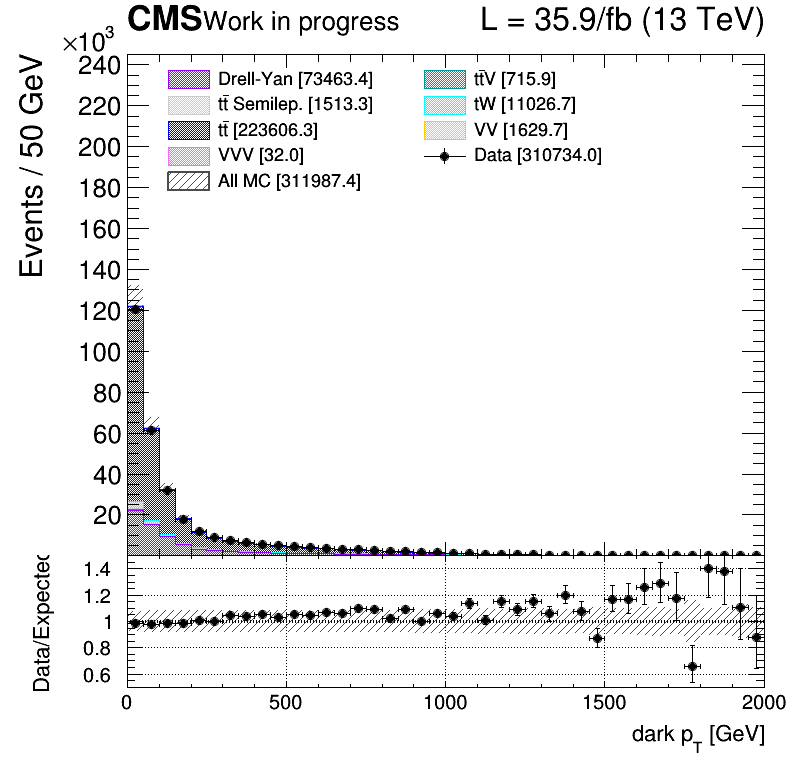 CMS Work in progress L = 35.9/fb (13 TeV)
×10³
Events / 50 GeV
240
220
200
180
160
140
120
100
80
60
40
20
Drell-Yan [73463.4]
tt̄ Semilep. [1513.3]
tt̄ [223606.3]
VVV [32.0]
All MC [311987.4]
tt̄V [715.9]
tW [11026.7]
VV [1629.7]
Data [310734.0]
Data/Expected
1.4
1.2
1
0.8
0.6
0 500 1000 1500 2000
dark p_T [GeV]